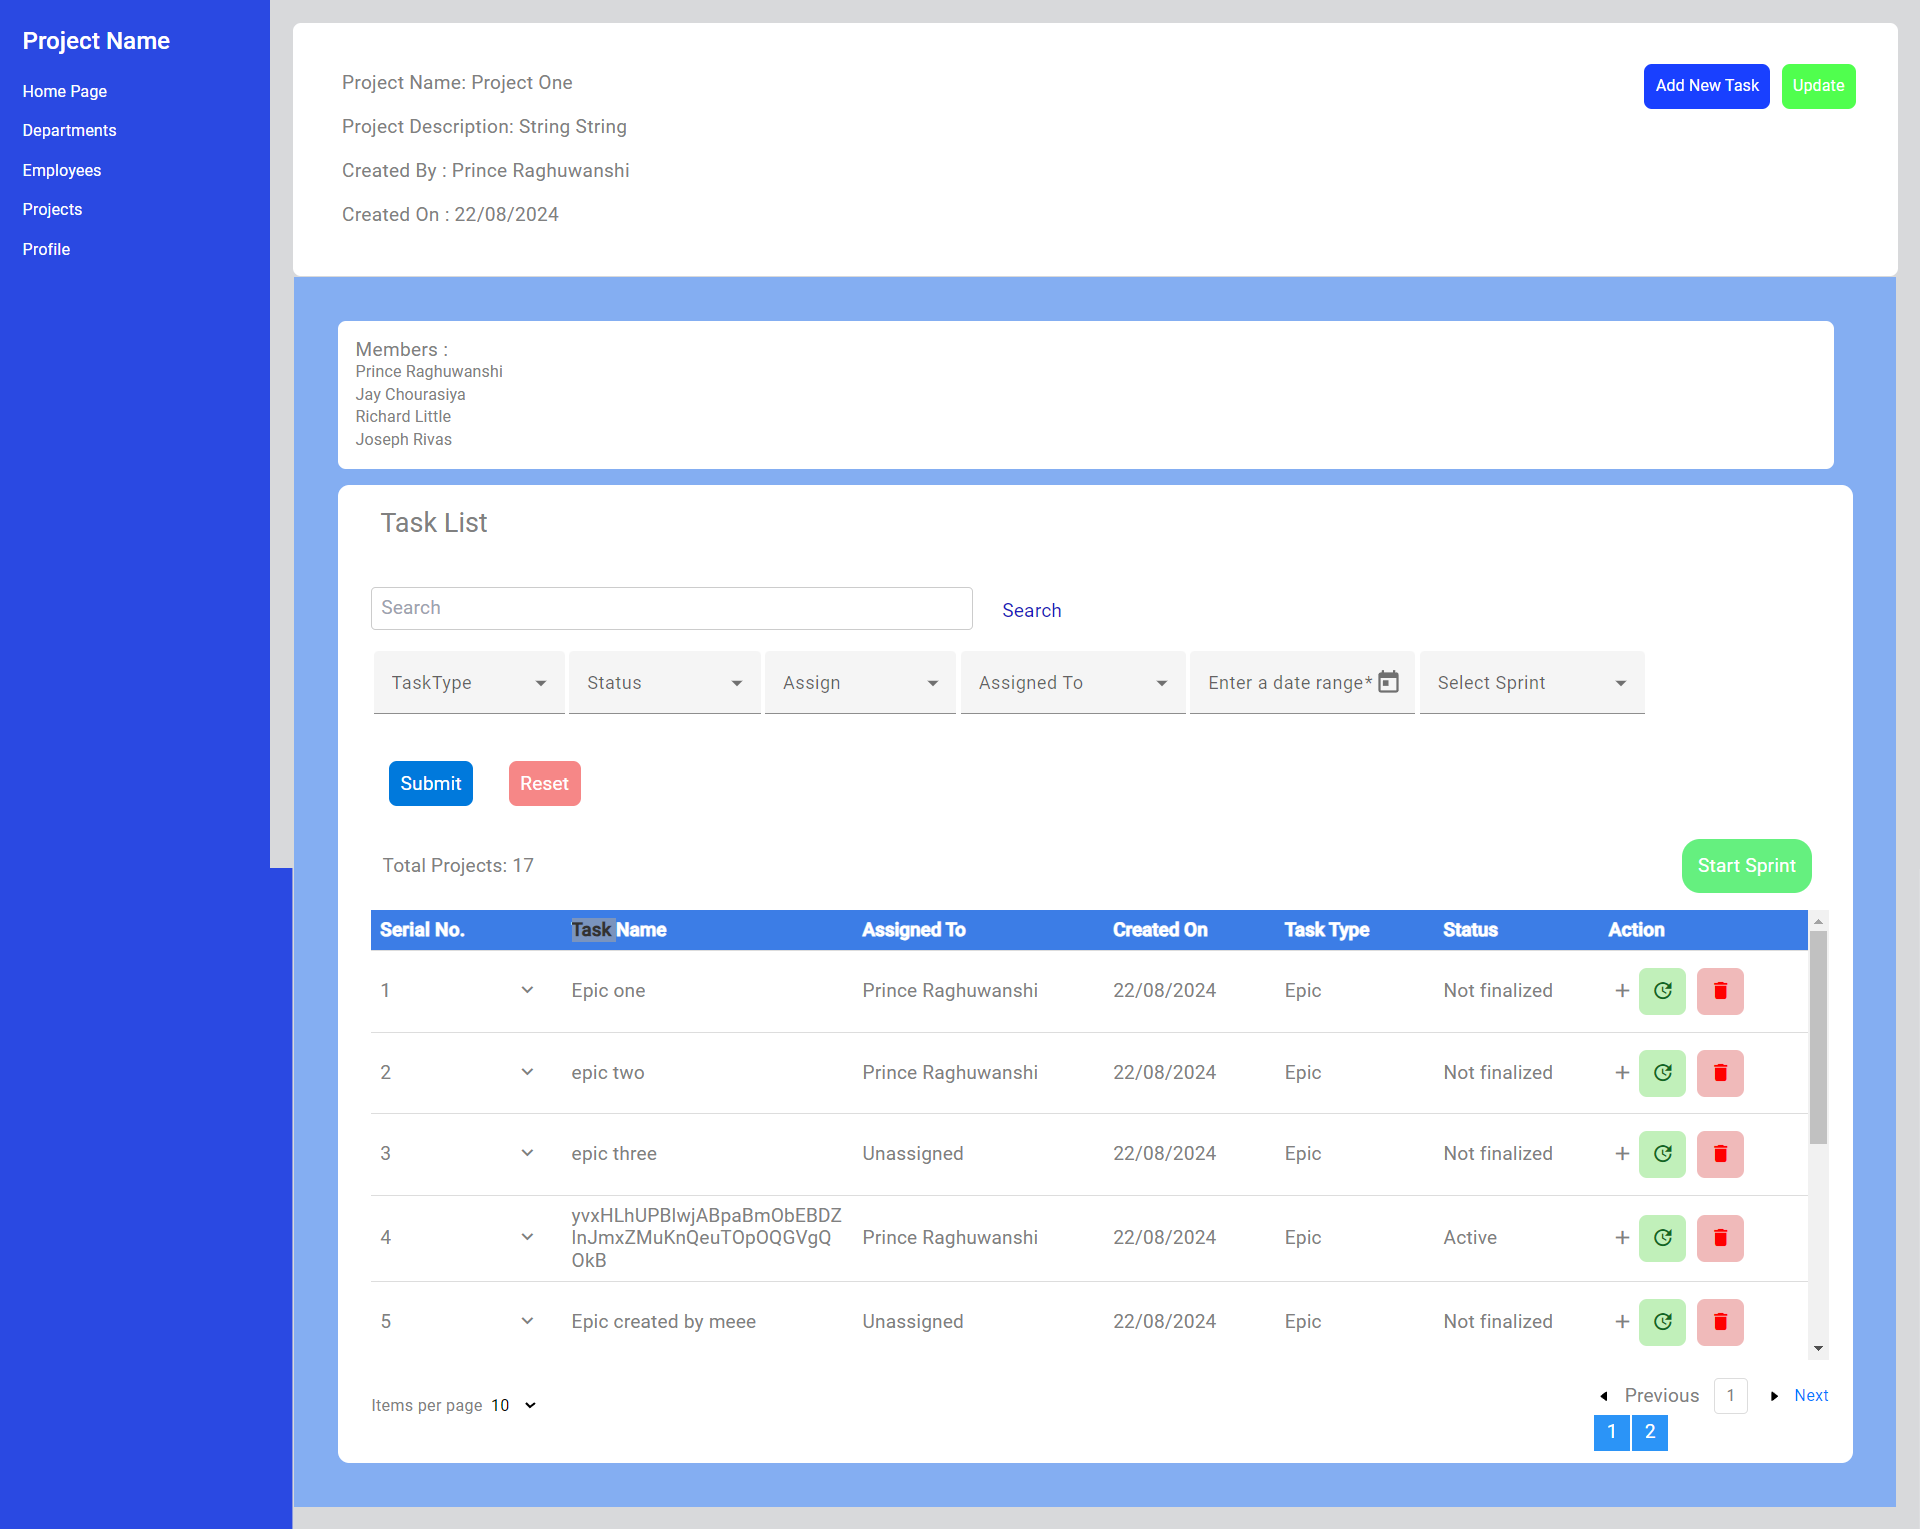 Project Name
Home Page
Departments
Employees
Projects
Profile
Project Name: Project One
Project Description: String String
Created By : Prince Raghuwanshi
Created On : 22/08/2024
Add New Task Update
Members :
Prince Raghuwanshi
Jay Chourasiya
Richard Little
Joseph Rivas
Task List
Search Search
TaskType Status Assign Assigned To Enter a date range* Select Sprint
Submit Reset
Total Projects: 17 Start Sprint
Serial No. Task Name Assigned To Created On Task Type Status Action
1 Epic one Prince Raghuwanshi 22/08/2024 Epic Not finalized +
2 epic two Prince Raghuwanshi 22/08/2024 Epic Not finalized +
3 epic three Unassigned 22/08/2024 Epic Not finalized +
yvxHLhUPBIwjABpaBmObEBDZ
4 InJmxZMuKnQeuTOpOQGVgQ Prince Raghuwanshi 22/08/2024 Epic Active +
OkB
5 Epic created by meee Unassigned 22/08/2024 Epic Not finalized +
Items per page 10 Previous 1 Next
1 2